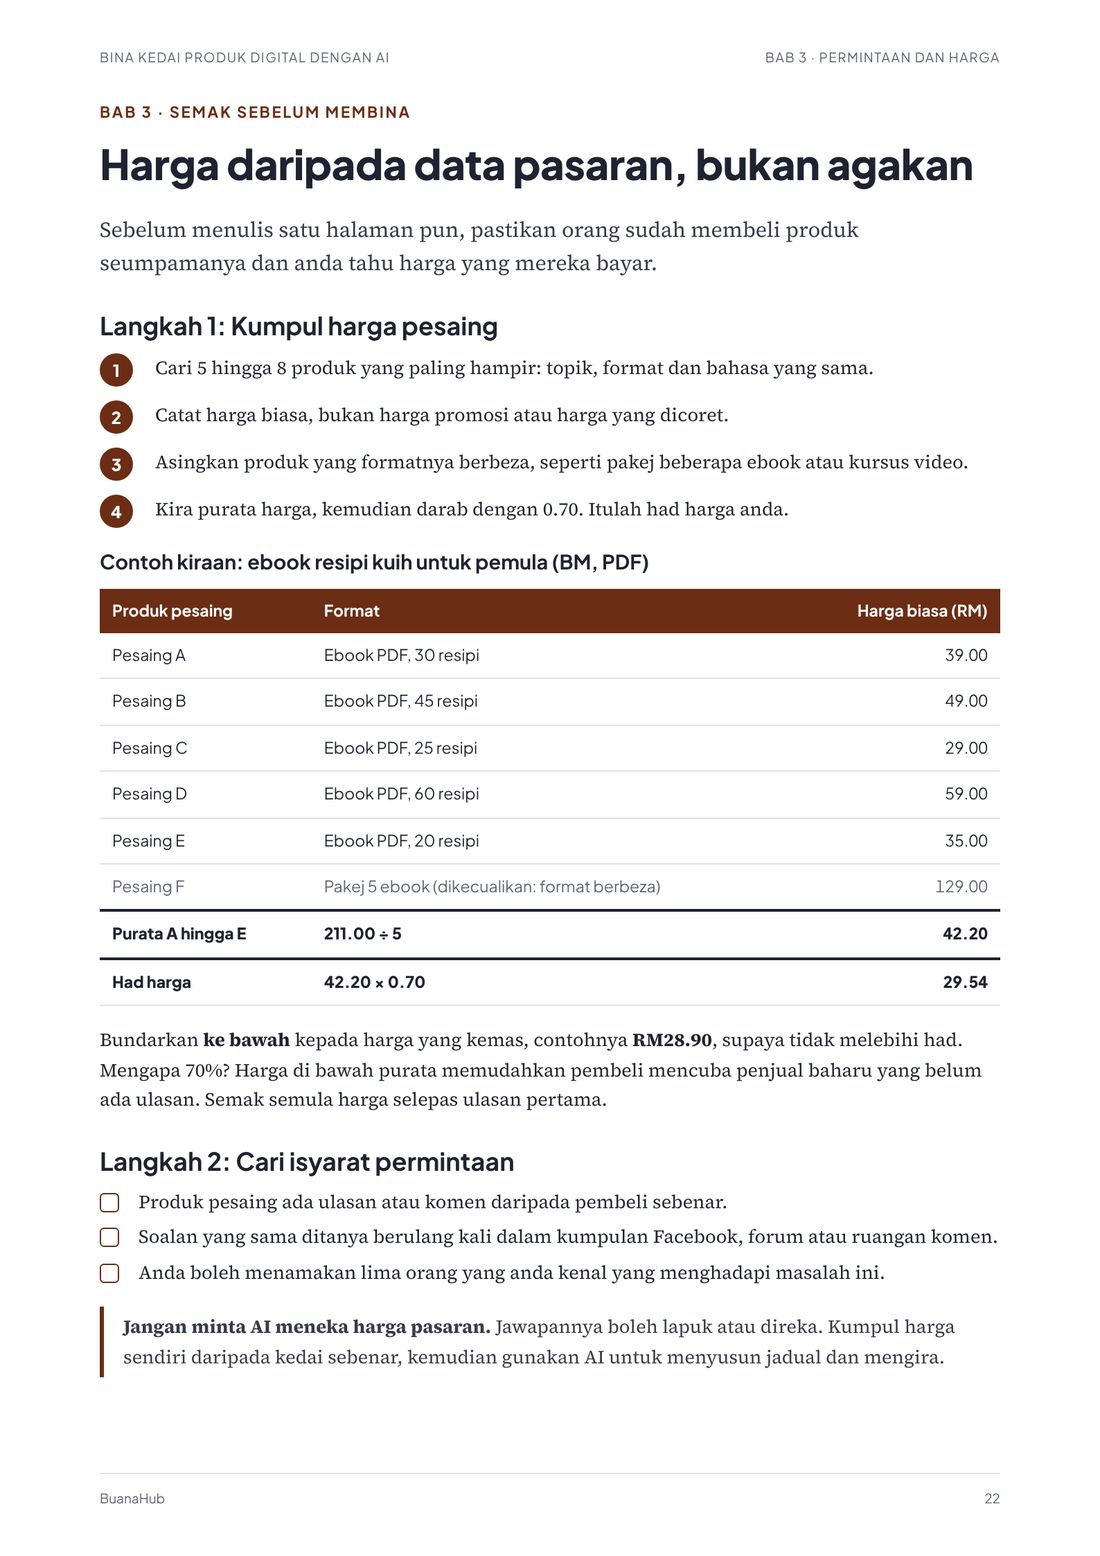 BINA KEDAI PRODUK DIGITAL DENGAN AI
BAB 3 · PERMINTAAN DAN HARGA
BAB 3 · SEMAK SEBELUM MEMBINA
Harga daripada data pasaran, bukan agakan
Sebelum menulis satu halaman pun, pastikan orang sudah membeli produk
seumpamanya dan anda tahu harga yang mereka bayar.
Langkah 1: Kumpul harga pesaing
1 Cari 5 hingga 8 produk yang paling hampir: topik, format dan bahasa yang sama.
2 Catat harga biasa, bukan harga promosi atau harga yang dicoret.
3 Asingkan produk yang formatnya berbeza, seperti pakej beberapa ebook atau kursus video.
4 Kira purata harga, kemudian darab dengan 0.70. Itulah had harga anda.
Contoh kiraan: ebook resipi kuih untuk pemula (BM, PDF)
Produk pesaing Format Harga biasa (RM)
Pesaing A Ebook PDF, 30 resipi 39.00
Pesaing B Ebook PDF, 45 resipi 49.00
Pesaing C Ebook PDF, 25 resipi 29.00
Pesaing D Ebook PDF, 60 resipi 59.00
Pesaing E Ebook PDF, 20 resipi 35.00
Pesaing F Pakej 5 ebook (dikecualikan: format berbeza) 129.00
Purata A hingga E 211.00 ÷ 5 42.20
Had harga 42.20 × 0.70 29.54
Bundarkan ke bawah kepada harga yang kemas, contohnya RM28.90, supaya tidak melebihi had.
Mengapa 70%? Harga di bawah purata memudahkan pembeli mencuba penjual baharu yang belum
ada ulasan. Semak semula harga selepas ulasan pertama.
Langkah 2: Cari isyarat permintaan
Produk pesaing ada ulasan atau komen daripada pembeli sebenar.
Soalan yang sama ditanya berulang kali dalam kumpulan Facebook, forum atau ruangan komen.
Anda boleh menamakan lima orang yang anda kenal yang menghadapi masalah ini.
Jangan minta AI meneka harga pasaran. Jawapannya boleh lapuk atau direka. Kumpul harga
sendiri daripada kedai sebenar, kemudian gunakan AI untuk menyusun jadual dan mengira.
BuanaHub
22